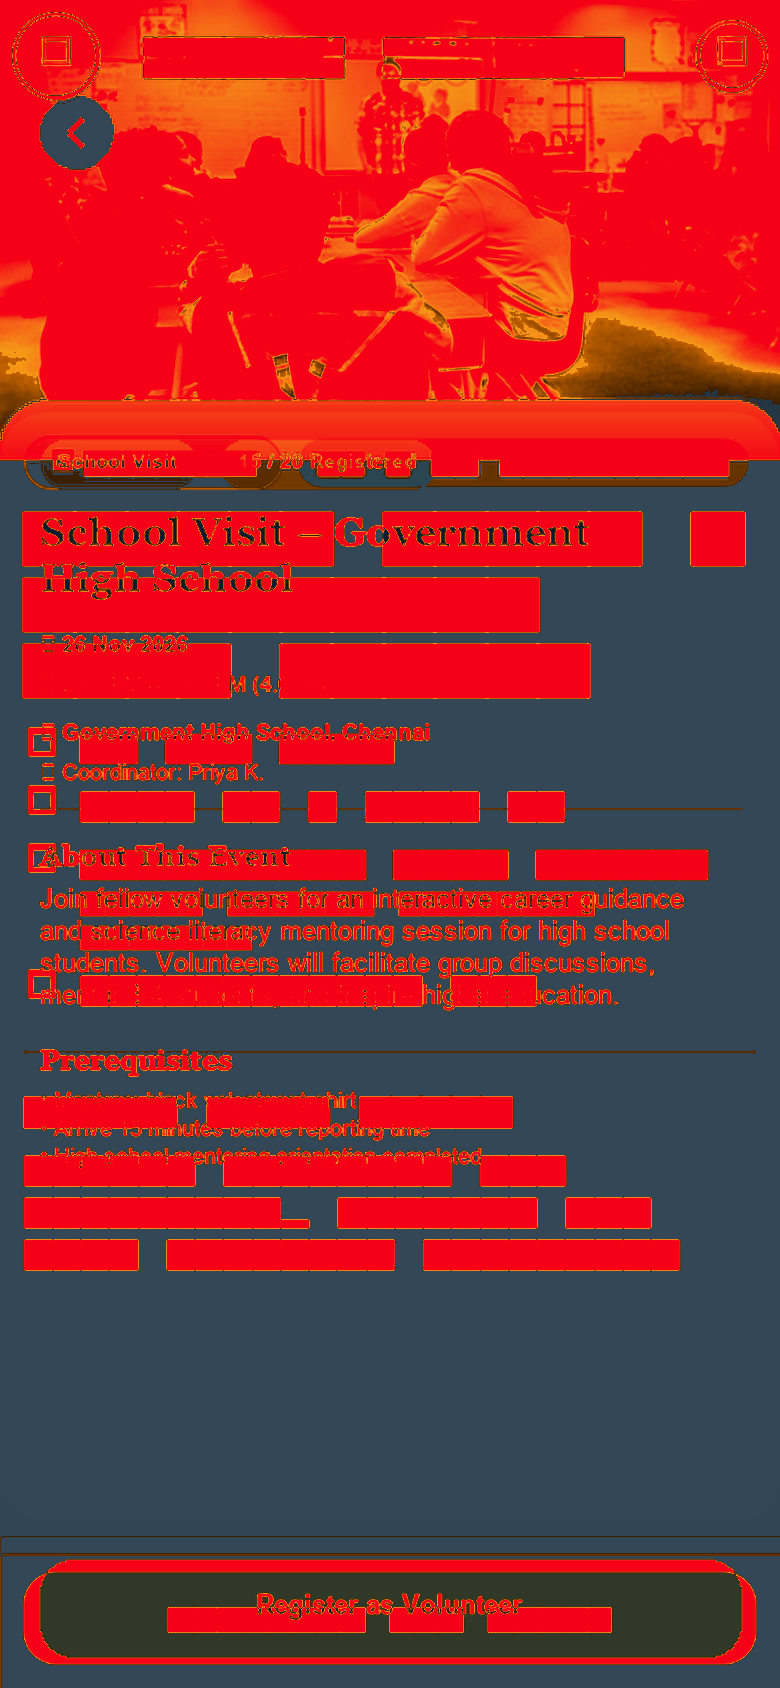 School Visit 15 / 20 Registered
School Visit – Government
High School
26 Nov 2026
M (4.
Government High School, Chennai
Coordinator: Priya K.
About This Event
Join fellow volunteers for an interactive career guidance
and science literacy mentoring session for high school
students. Volunteers will facilitate group discussions,
Prerequisites
• Arrive 15 minutes before reporting time
• High school mentoring orientation completed
Register as Volunteer